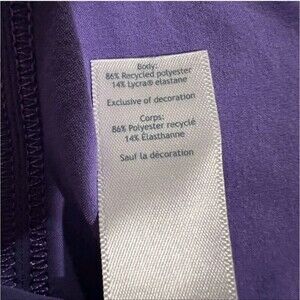 Body:
86% Recycled polyester
14% Lycra® elastane
Exclusive of decoration
Corps:
86% Polyester recyclé
14% Élasthanne
Sauf la décoration